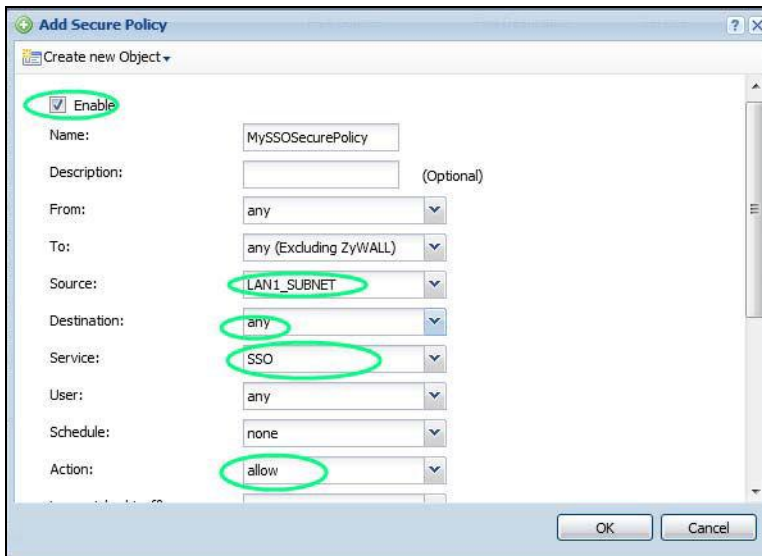 Add Secure Policy
Create new Object
Enable
Name: MySSOSecurePolicy
Description: (Optional)
From: any
To: any (Excluding ZyWALL)
Source: LAN1_SUBNET
Destination: any
Service: SSO
User: any
Schedule: none
Action: allow
OK Cancel